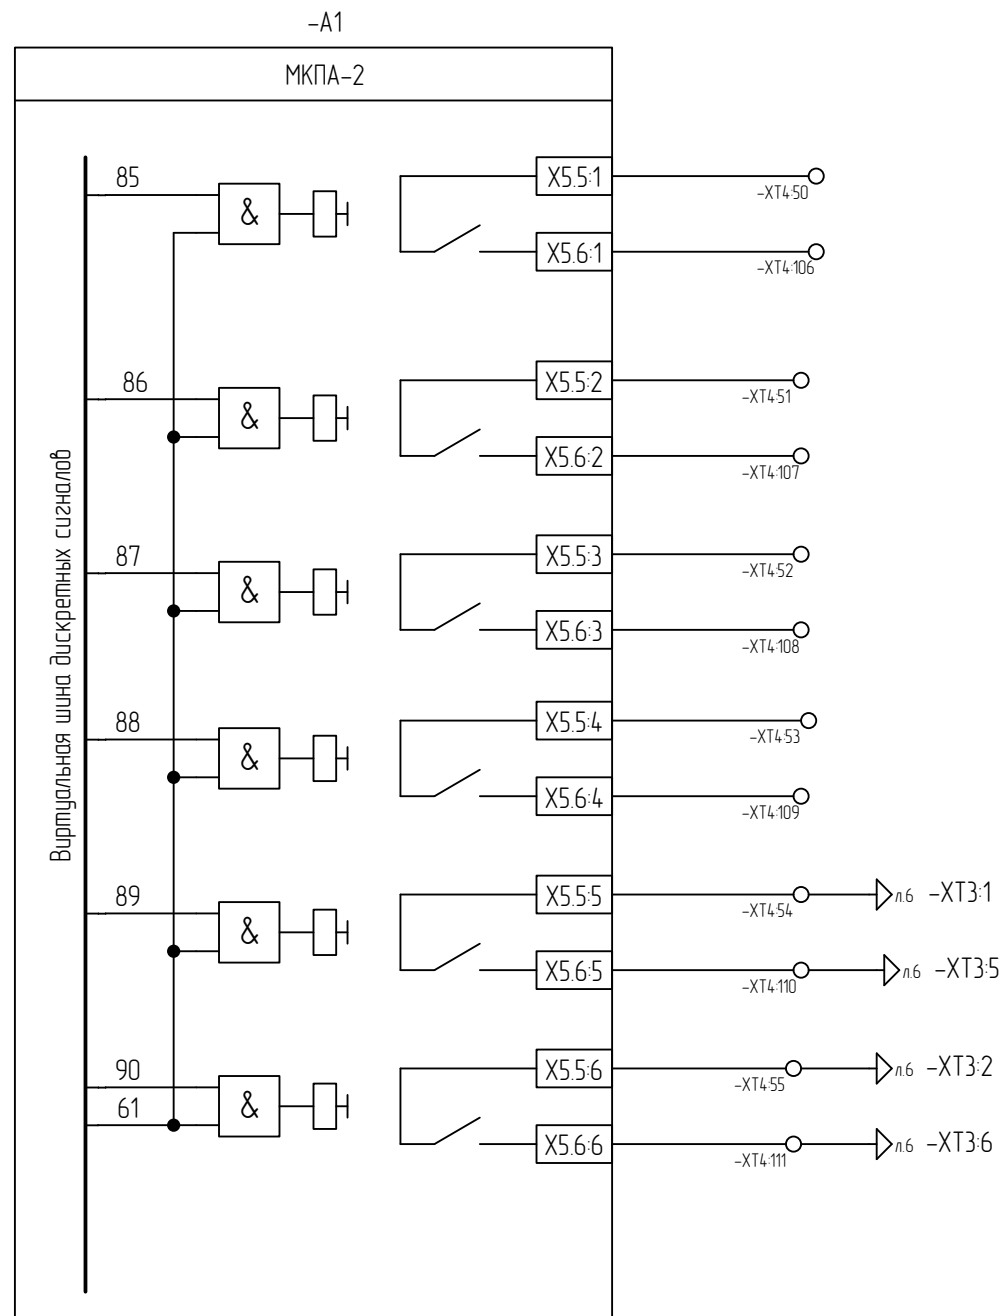 -A1
МКПА-2
Виртуальная шина дискретных сигналов
85
&
X5.5:1
-XT4:50
X5.6:1
-XT4:106
86
&
X5.5:2
-XT4:51
X5.6:2
-XT4:107
87
&
X5.5:3
-XT4:52
X5.6:3
-XT4:108
88
&
X5.5:4
-XT4:53
X5.6:4
-XT4:109
89
&
X5.5:5
-XT4:54
л.6 -XT3:1
X5.6:5
-XT4:110
л.6 -XT3:5
90
61
&
X5.5:6
-XT4:55
л.6 -XT3:2
X5.6:6
-XT4:111
л.6 -XT3:6